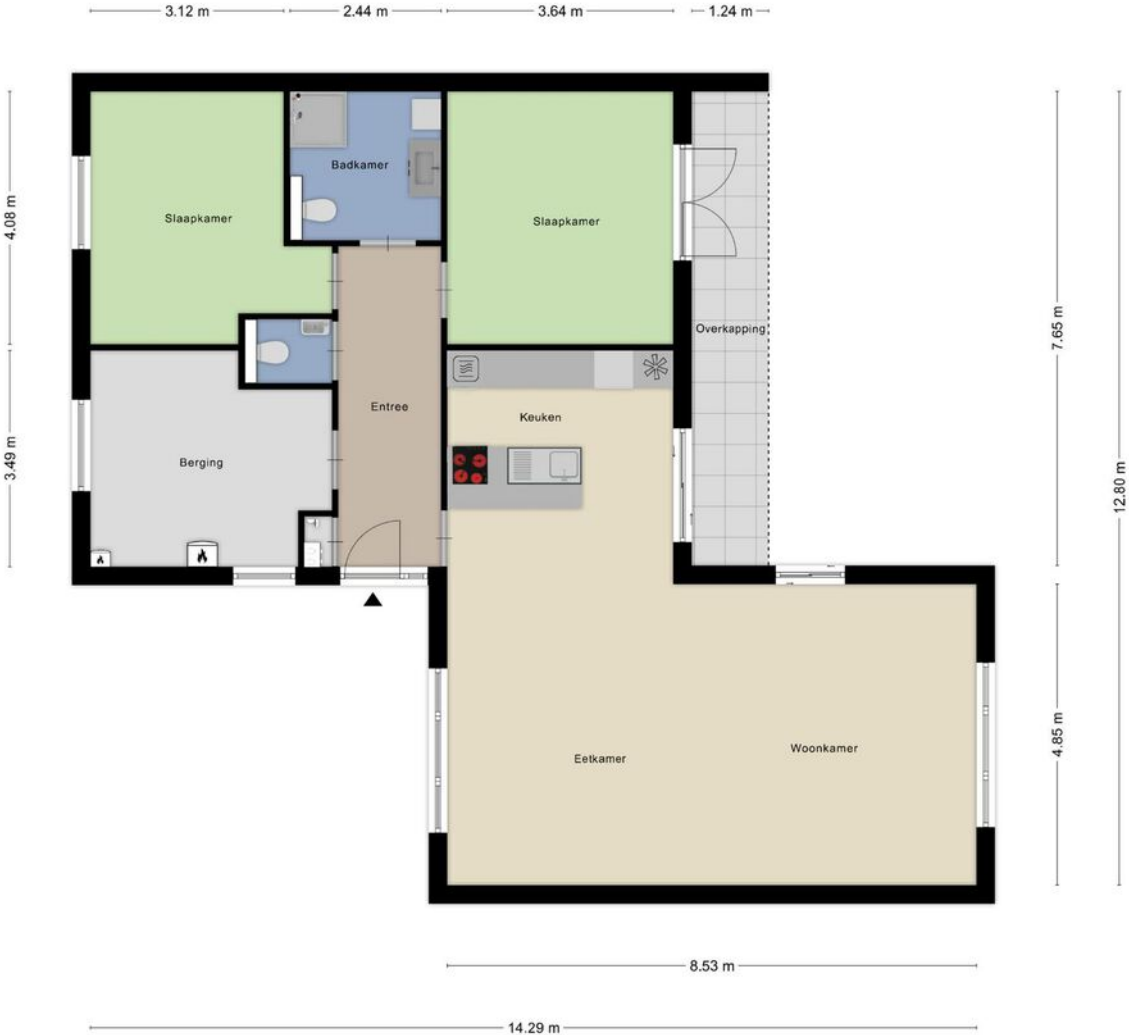 3.12 m
2.44 m
3.64 m
1.24 m
Badkamer
Slaapkamer
Slaapkamer
4.08 m
7.65 m
Overkapping
Entree
Keuken
3.49 m
Berging
12.80 m
4.85 m
Woonkamer
Eetkamer
8.53 m
14.29 m